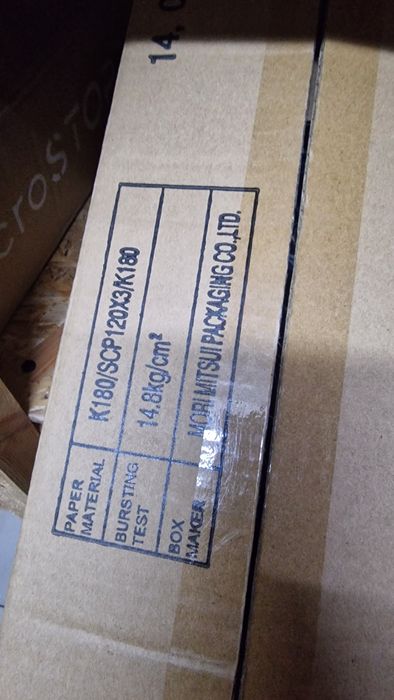 14.
PAPER
MATERIAL
K180/SCP120X3/K180
BURSTING
TEST
14.8kg/cm²
BOX
MAKER
MORI MITSUI PACKAGING CO.,LTD.